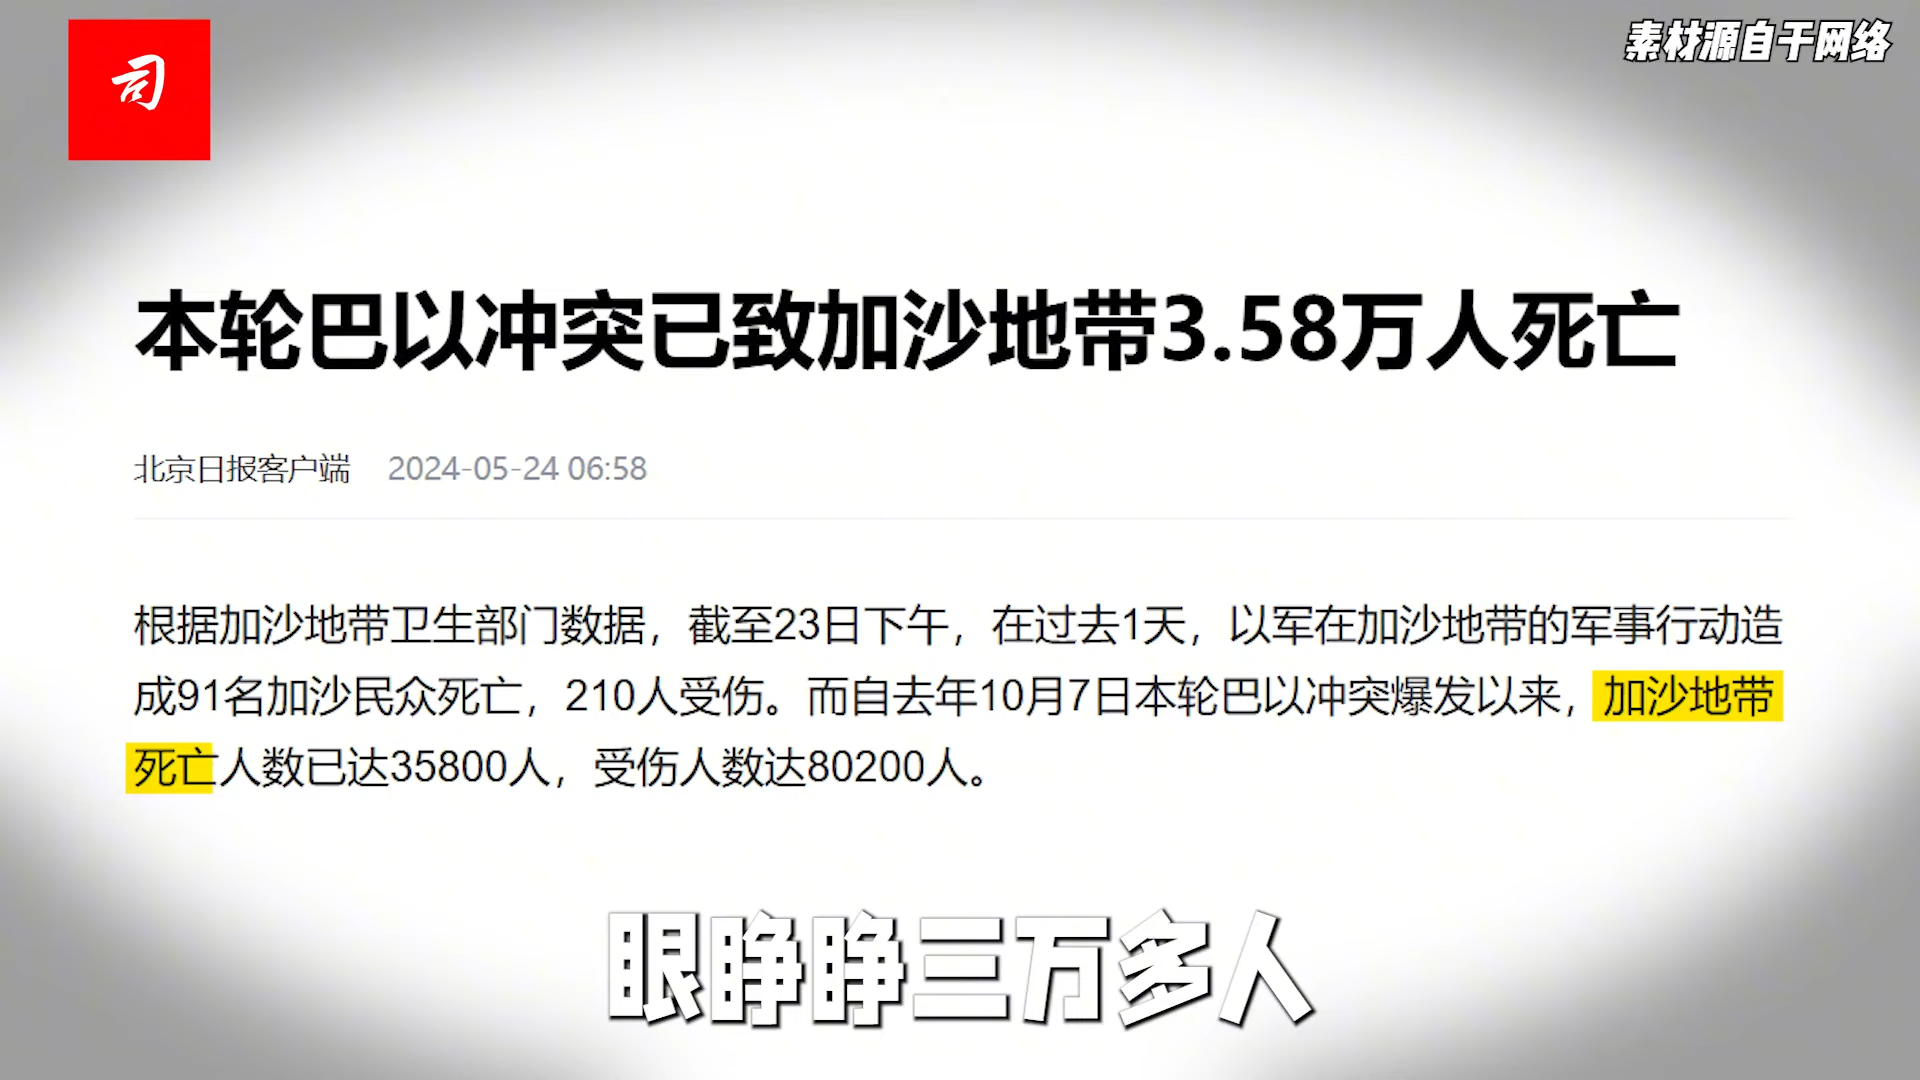 司
素材源自于网络
本轮巴以冲突已致加沙地带3.58万人死亡
北京日报客户端 2024-05-24 06:58
根据加沙地带卫生部门数据，截至23日下午，在过去1天，以军在加沙地带的军事行动造
成91名加沙民众死亡，210人受伤。而自去年10月7日本轮巴以冲突爆发以来，加沙地带
死亡人数已达35800人，受伤人数达80200人。
眼睁睁三万多人